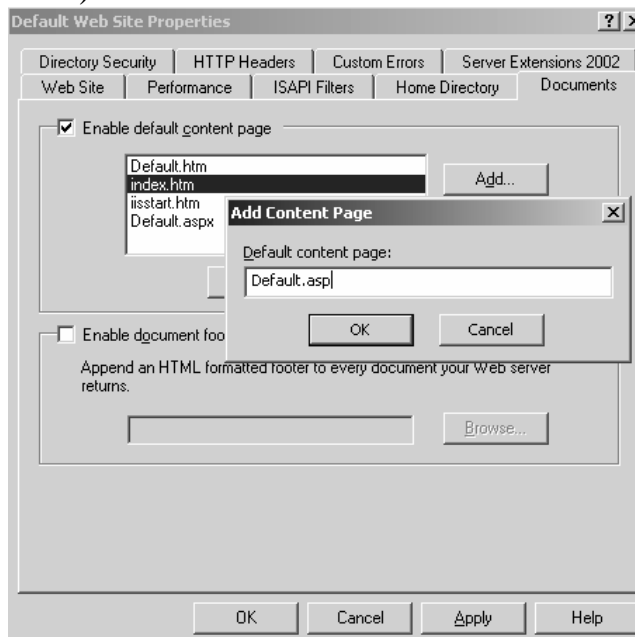 Default Web Site Properties
Directory Security HTTP Headers Custom Errors Server Extensions 2002
Web Site Performance ISAPI Filters Home Directory Documents
Enable default content page
Default.htm
index.htm
iisstart.htm
Default.aspx
Add...
Add Content Page
Default content page:
Default.asp
OK Cancel
Enable document foo
Append an HTML formatted footer to every document your Web server
returns.
Browse...
OK Cancel Apply Help